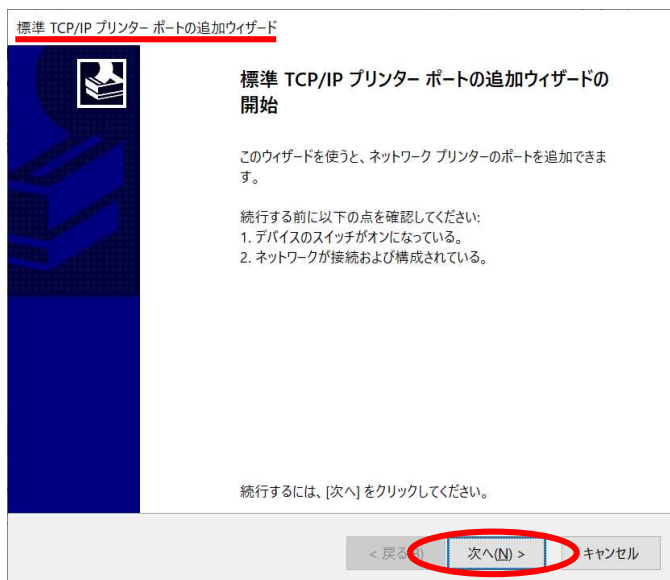 標準 TCP/IP プリンター ポートの追加ウィザード
標準 TCP/IP プリンター ポートの追加ウィザードの
開始
このウィザードを使うと、ネットワーク プリンターのポートを追加できま
す。
続行する前に以下の点を確認してください:
1. デバイスのスイッチがオンになっている。
2. ネットワークが接続および構成されている。
続行するには、[次へ] をクリックしてください。
< 戻る(B) 次へ(N) > キャンセル